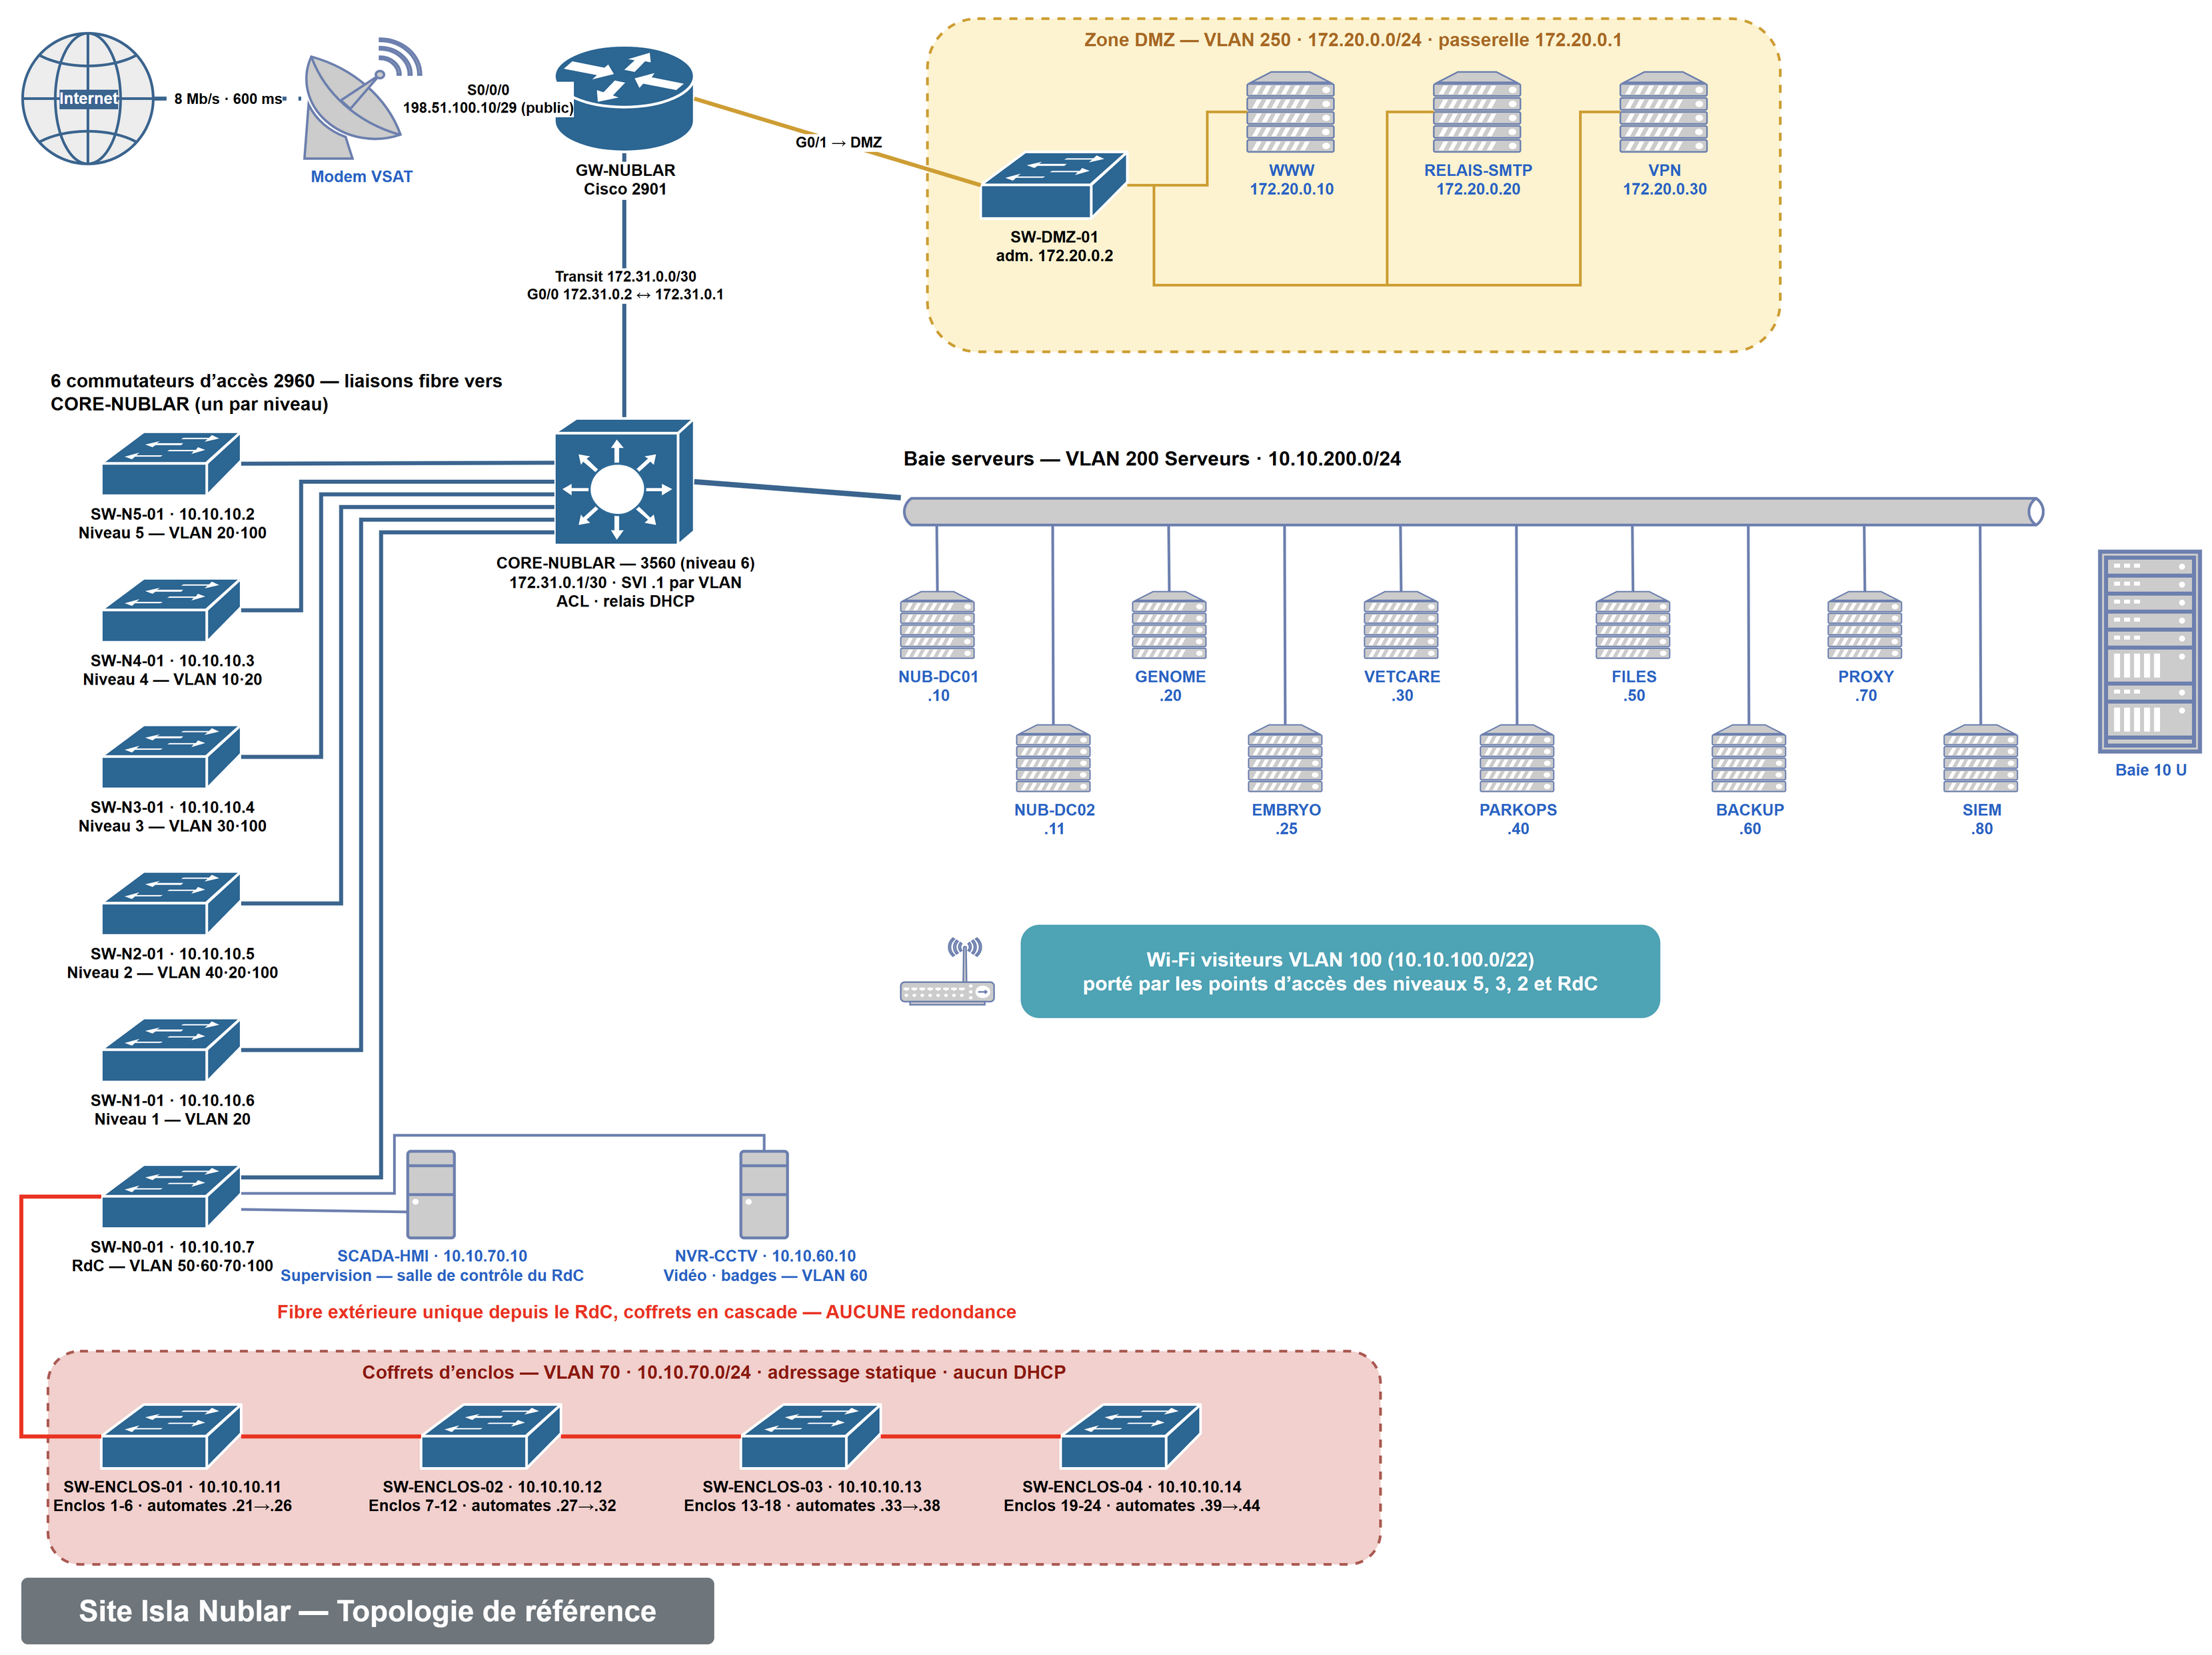 Zone DMZ — VLAN 250 · 172.20.0.0/24 · passerelle 172.20.0.1
Internet
8 Mb/s · 600 ms
Modem VSAT
S0/0/0
198.51.100.10/29 (public)
GW-NUBLAR
Cisco 2901
G0/1 → DMZ
SW-DMZ-01
adm. 172.20.0.2
WWW
172.20.0.10
RELAIS-SMTP
172.20.0.20
VPN
172.20.0.30
Transit 172.31.0.0/30
G0/0 172.31.0.2 ↔ 172.31.0.1
6 commutateurs d’accès 2960 — liaisons fibre vers
CORE-NUBLAR (un par niveau)
SW-N5-01 · 10.10.10.2
Niveau 5 — VLAN 20·100
SW-N4-01 · 10.10.10.3
Niveau 4 — VLAN 10·20
SW-N3-01 · 10.10.10.4
Niveau 3 — VLAN 30·100
SW-N2-01 · 10.10.10.5
Niveau 2 — VLAN 40·20·100
SW-N1-01 · 10.10.10.6
Niveau 1 — VLAN 20
SW-N0-01 · 10.10.10.7
RdC — VLAN 50·60·70·100
CORE-NUBLAR — 3560 (niveau 6)
172.31.0.1/30 · SVI .1 par VLAN
ACL · relais DHCP
Baie serveurs — VLAN 200 Serveurs · 10.10.200.0/24
NUB-DC01
.10
GENOME
.20
VETCARE
.30
FILES
.50
PROXY
.70
NUB-DC02
.11
EMBRYO
.25
PARKOPS
.40
BACKUP
.60
SIEM
.80
Baie 10 U
Wi-Fi visiteurs VLAN 100 (10.10.100.0/22)
porté par les points d’accès des niveaux 5, 3, 2 et RdC
SCADA-HMI · 10.10.70.10
Supervision — salle de contrôle du RdC
NVR-CCTV · 10.10.60.10
Vidéo · badges — VLAN 60
Fibre extérieure unique depuis le RdC, coffrets en cascade — AUCUNE redondance
Coffrets d’enclos — VLAN 70 · 10.10.70.0/24 · adressage statique · aucun DHCP
SW-ENCLOS-01 · 10.10.10.11
Enclos 1-6 · automates .21→.26
SW-ENCLOS-02 · 10.10.10.12
Enclos 7-12 · automates .27→.32
SW-ENCLOS-03 · 10.10.10.13
Enclos 13-18 · automates .33→.38
SW-ENCLOS-04 · 10.10.10.14
Enclos 19-24 · automates .39→.44
Site Isla Nublar — Topologie de référence